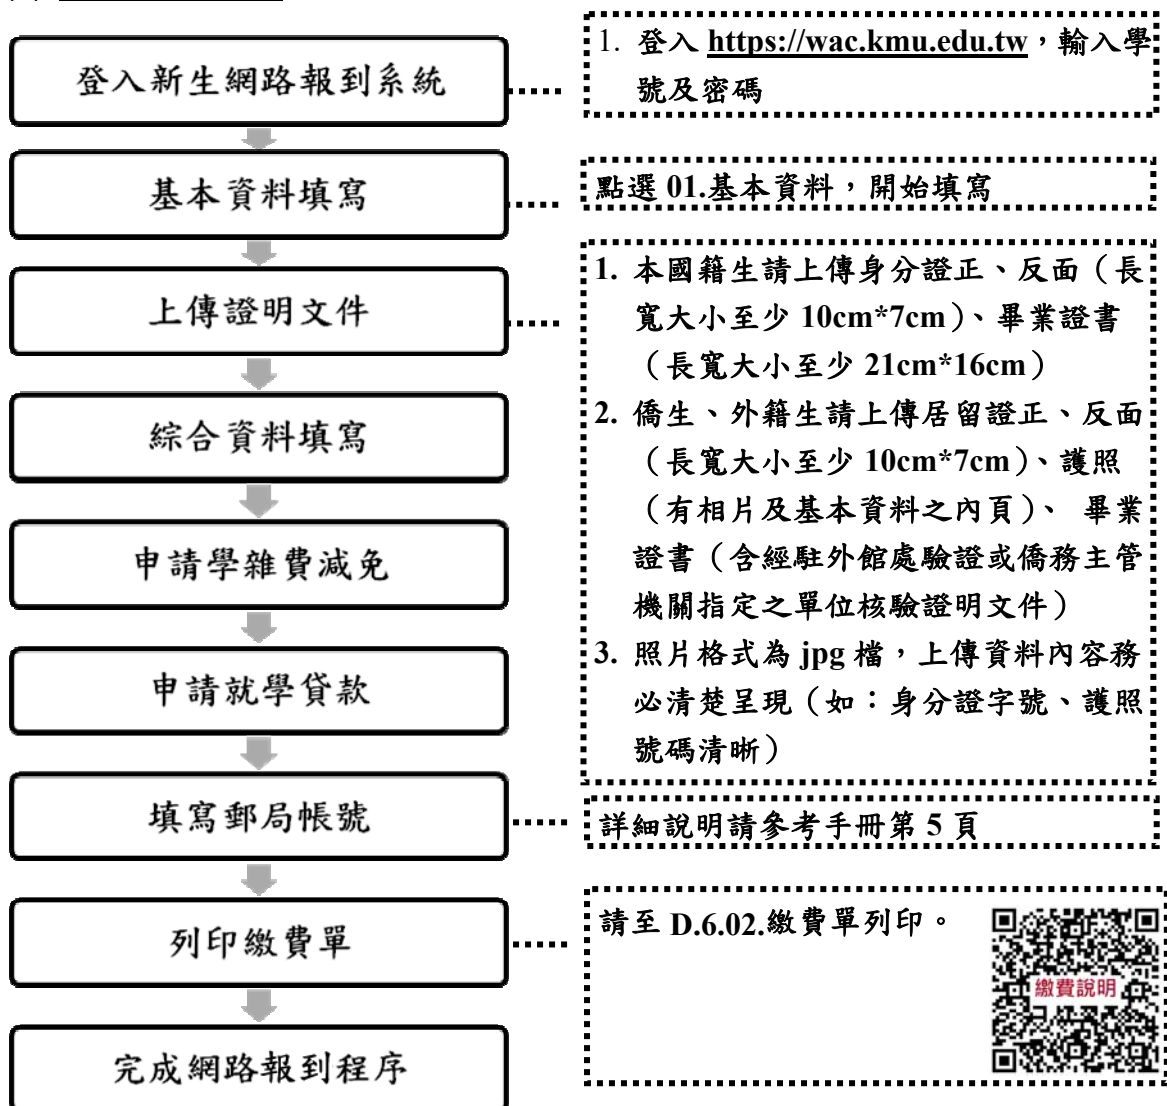 登入新生網路報到系統
1. 登入 https://wac.kmu.edu.tw，輸入學
號及密碼
基本資料填寫
點選 01.基本資料，開始填寫
上傳證明文件
1. 本國籍生請上傳身分證正、反面（長
寬大小至少 10cm*7cm）、畢業證書
（長寬大小至少 21cm*16cm）
2. 僑生、外籍生請上傳居留證正、反面
（長寬大小至少 10cm*7cm）、護照
（有相片及基本資料之內頁）、 畢業
證書（含經駐外館處驗證或僑務主管
機關指定之單位核驗證明文件）
3. 照片格式為 jpg 檔，上傳資料內容務
必清楚呈現（如：身分證字號、護照
號碼清晰）
綜合資料填寫
申請學雜費減免
申請就學貸款
填寫郵局帳號
詳細說明請參考手冊第 5 頁
列印繳費單
請至 D.6.02.繳費單列印。
繳費說明
完成網路報到程序